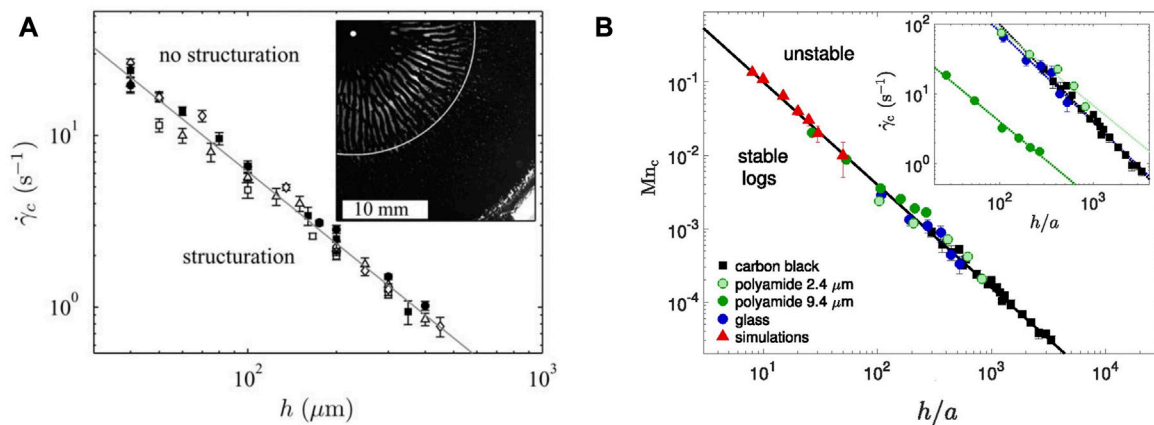 A
no structuration
structuration
10 mm
γ̇c (s⁻¹)
10¹
10⁰
10²
10³
h (μm)
B
unstable
stable
logs
Mnc
10⁻¹
10⁻²
10⁻³
10⁻⁴
carbon black
polyamide 2.4 μm
polyamide 9.4 μm
glass
simulations
10¹
10²
10³
10⁴
h/a
γ̇c (s⁻¹)
10²
10¹
10⁰
10²
10³
h/a